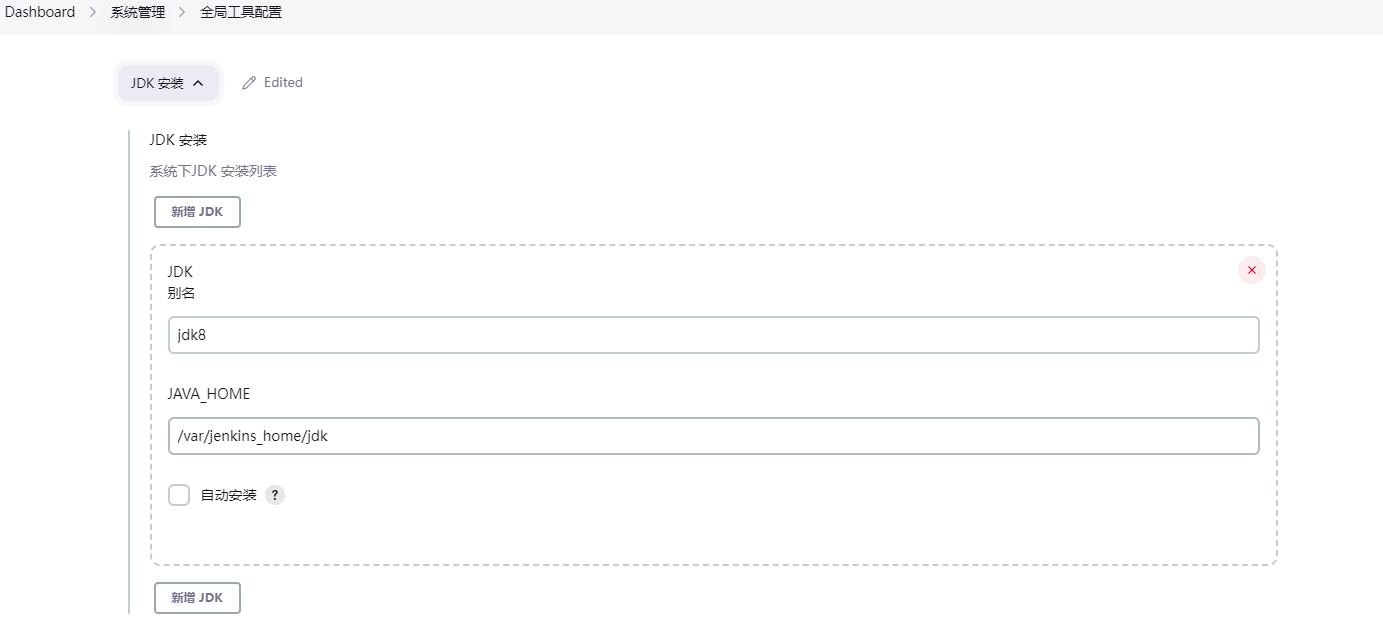 Dashboard > 系统管理 > 全局工具配置
JDK 安装 Edited
JDK 安装
系统下JDK 安装列表
新增 JDK
JDK
别名
jdk8
JAVA_HOME
/var/jenkins_home/jdk
自动安装 ?
新增 JDK